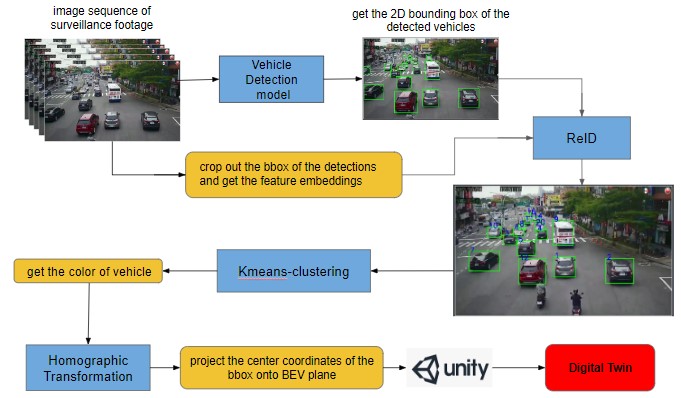 image sequence of
surveillance footage
get the 2D bounding box of the
detected vehicles
Vehicle
Detection
model
ReID
crop out the bbox of the detections
and get the feature embeddings
get the color of vehicle
Kmeans-clustering
Homographic
Transformation
project the center coordinates of the
bbox onto BEV plane
unity
Digital Twin